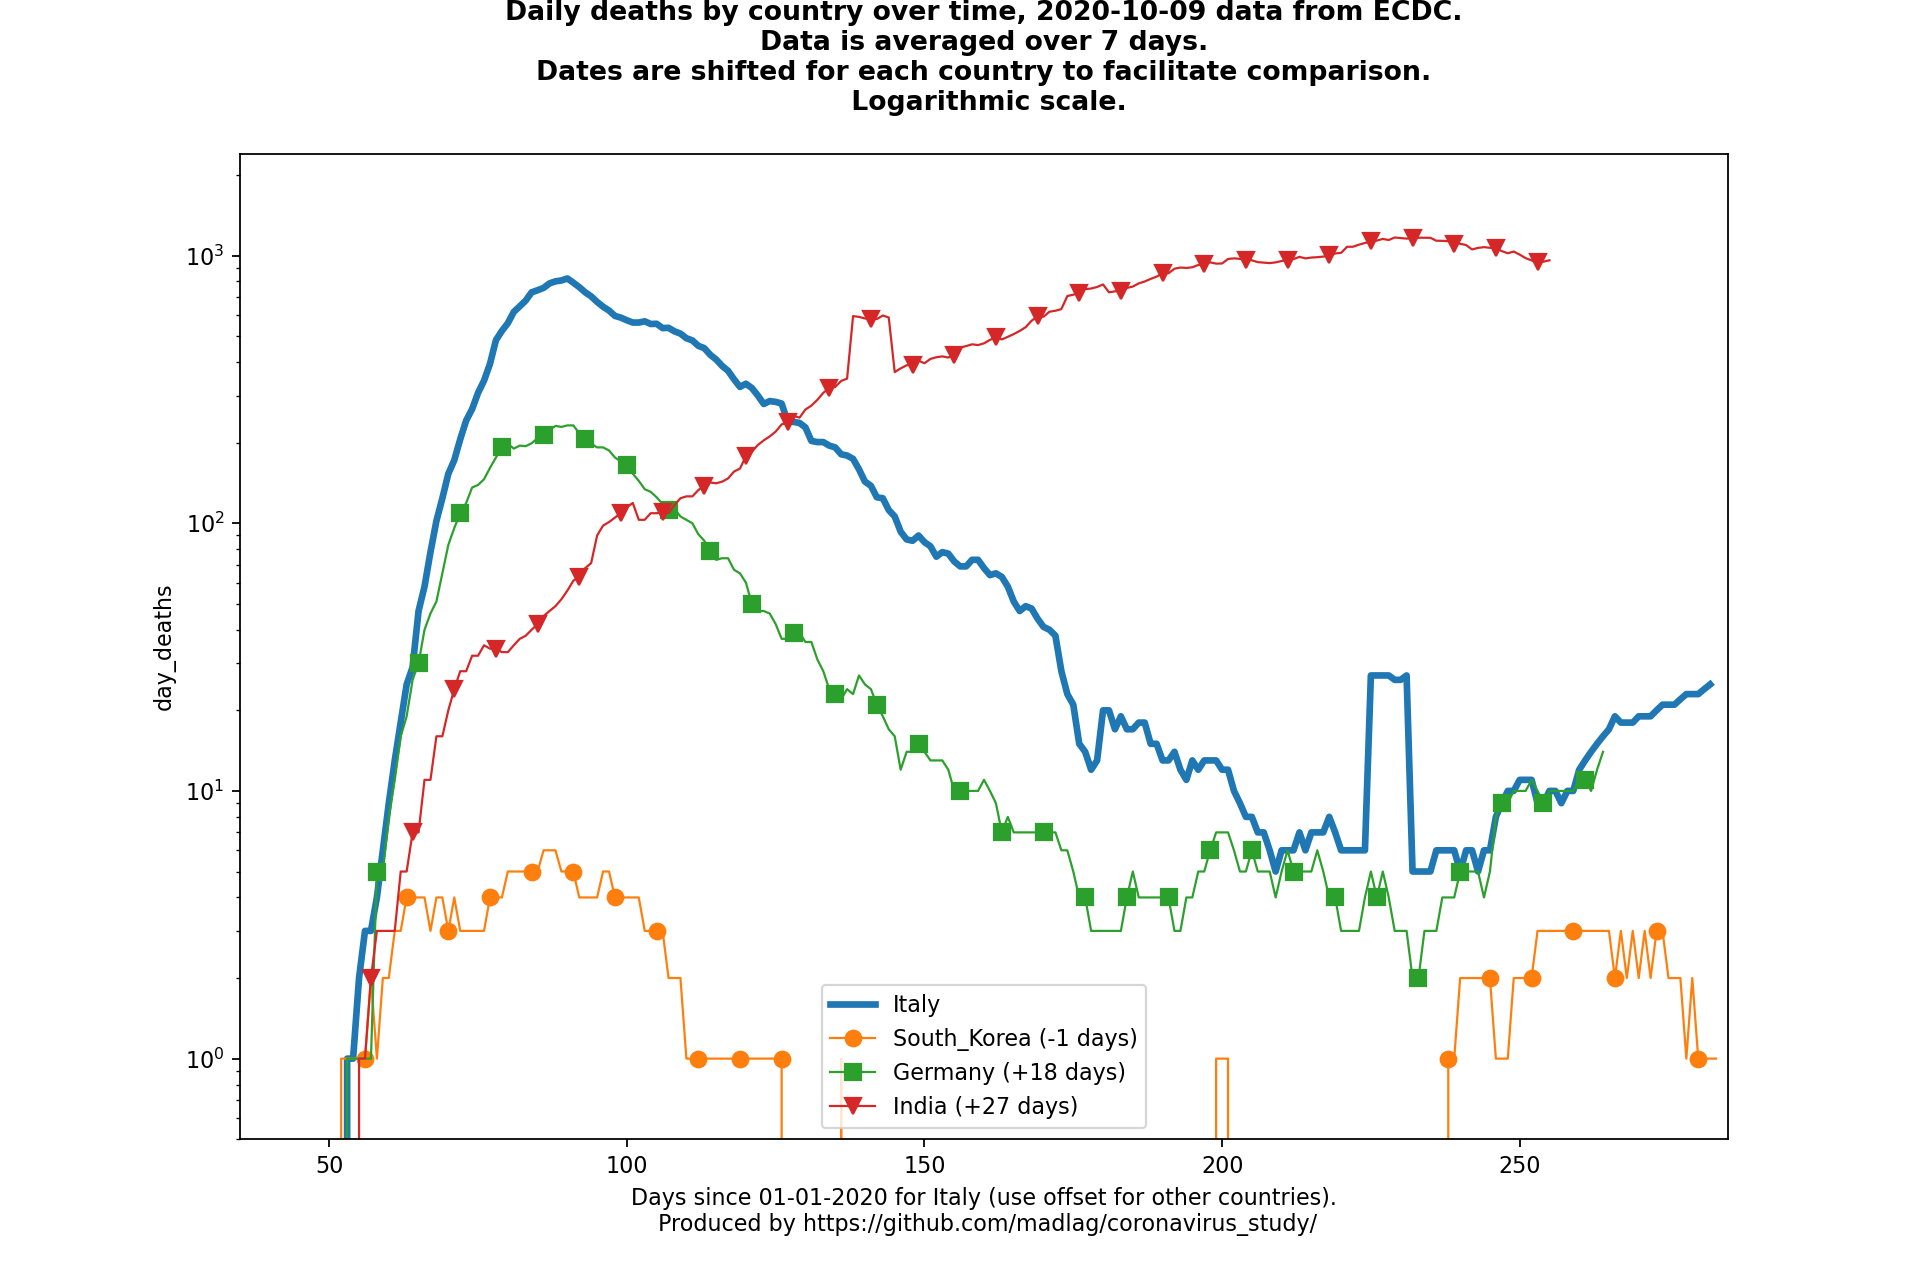 Daily deaths by country over time, 2020-10-09 data from ECDC.
Data is averaged over 7 days.
Dates are shifted for each country to facilitate comparison.
Logarithmic scale.
10³
10²
10¹
10⁰
day_deaths
Italy
South_Korea (-1 days)
Germany (+18 days)
India (+27 days)
50 100 150 200 250
Days since 01-01-2020 for Italy (use offset for other countries).
Produced by https://github.com/madlag/coronavirus_study/